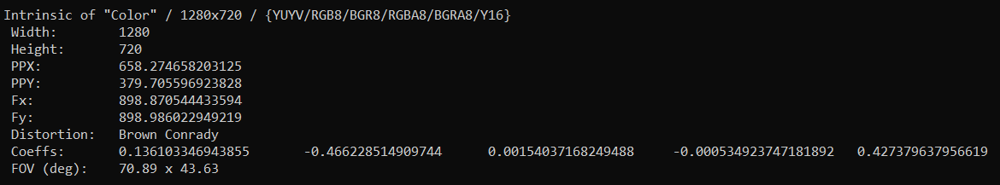 Intrinsic of "Color" / 1280x720 / {YUYV/RGB8/BGR8/RGBA8/BGRA8/Y16}
Width: 1280
Height: 720
PPX: 658.274658203125
PPY: 379.705596923828
Fx: 898.870544433594
Fy: 898.986022949219
Distortion: Brown Conrady
Coeffs: 0.136103346943855 -0.466228514909744 0.00154037168249488 -0.000534923747181892 0.427379637956619
FOV (deg): 70.89 x 43.63